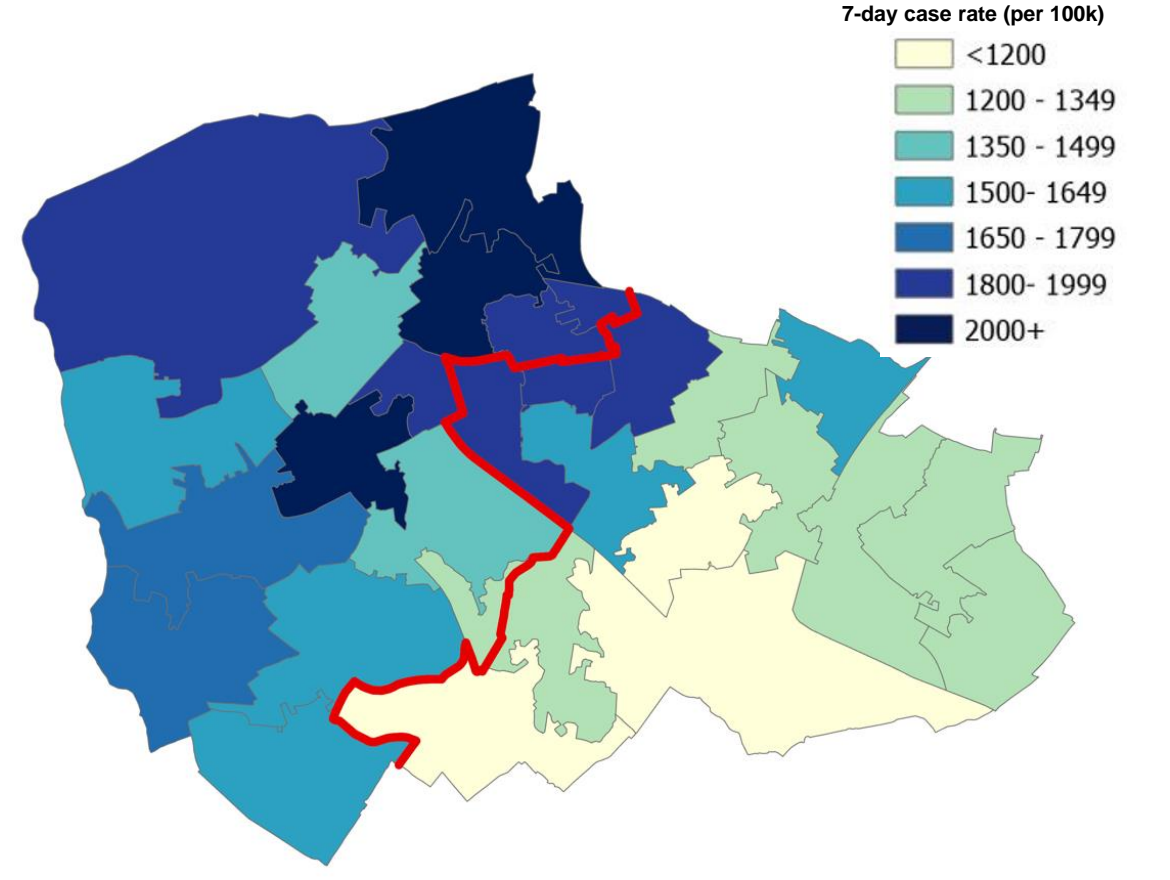 7-day case rate (per 100k)
<1200
1200 - 1349
1350 - 1499
1500- 1649
1650 - 1799
1800- 1999
2000+